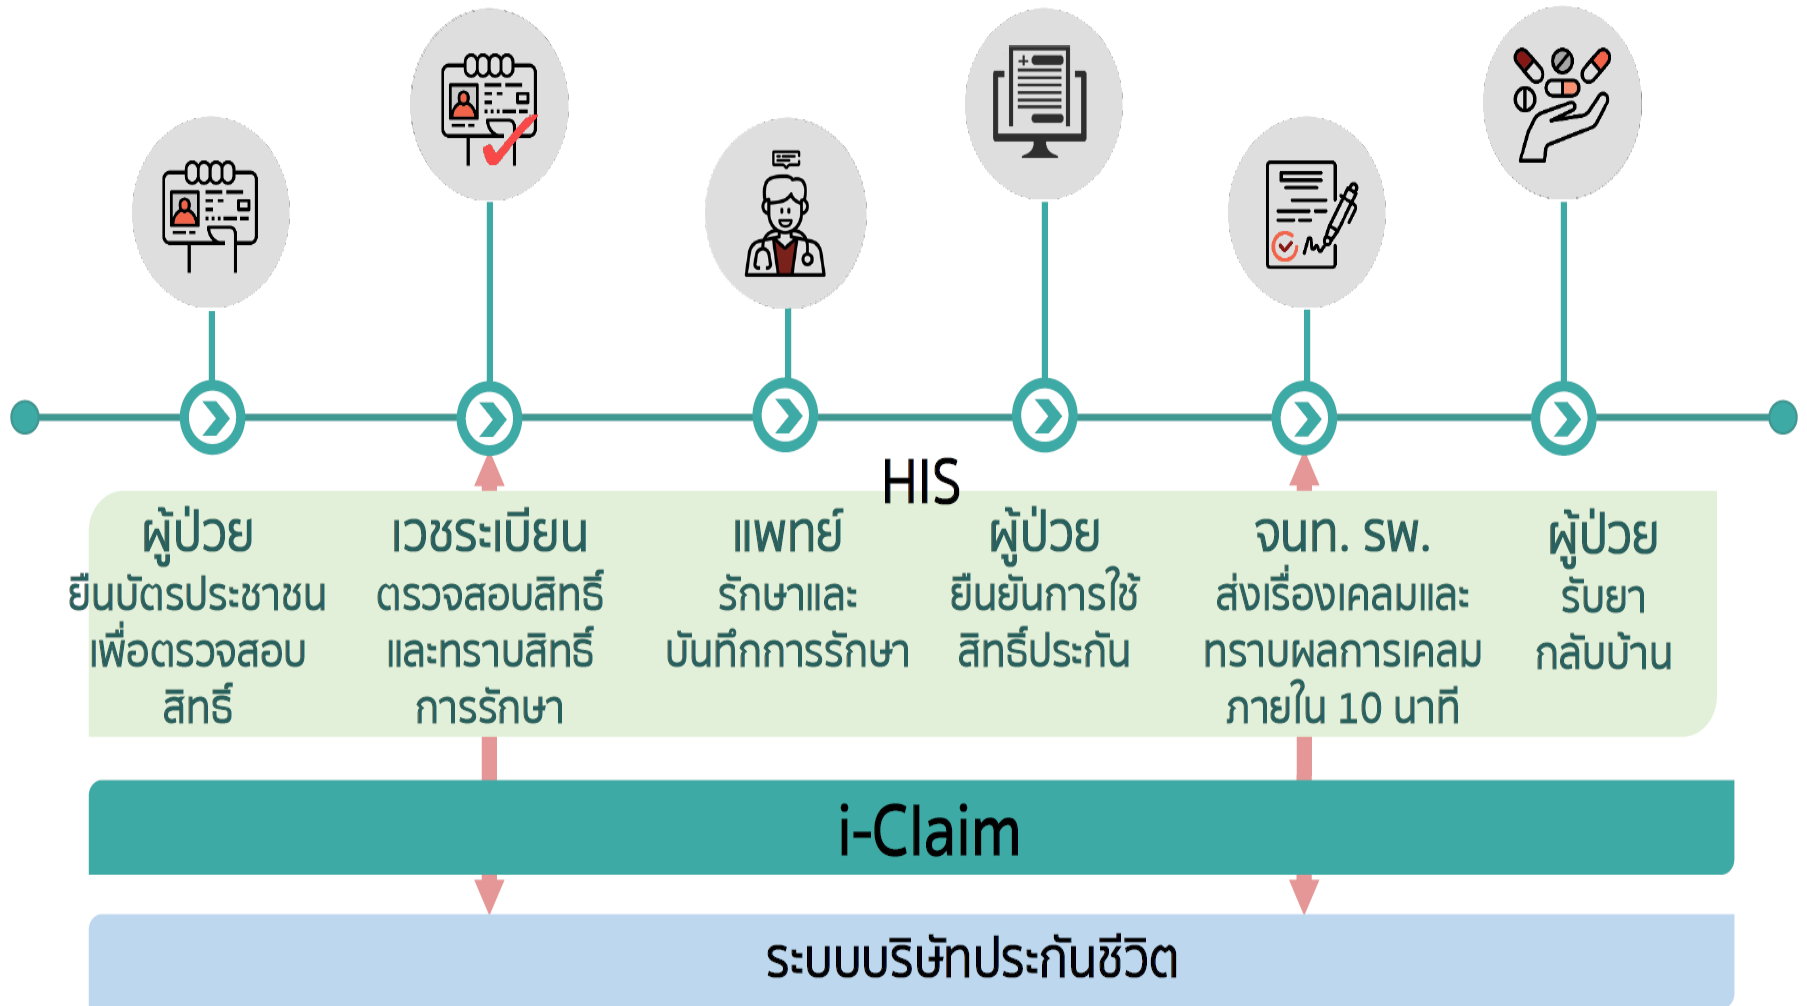 HIS
ผู้ป่วย
ยืนบัตรประชาชน
เพื่อตรวจสอบ
สิทธิ์
เวชระเบียน
ตรวจสอบสิทธิ์
และทราบสิทธิ์
การรักษา
แพทย์
รักษาและ
บันทึกการรักษา
ผู้ป่วย
ยืนยันการใช้
สิทธิ์ประกัน
จนท. รพ.
ส่งเรื่องเคลมและ
ทราบผลการเคลม
ภายใน 10 นาที
ผู้ป่วย
รับยา
กลับบ้าน
i-Claim
ระบบบริษัทประกันชีวิต